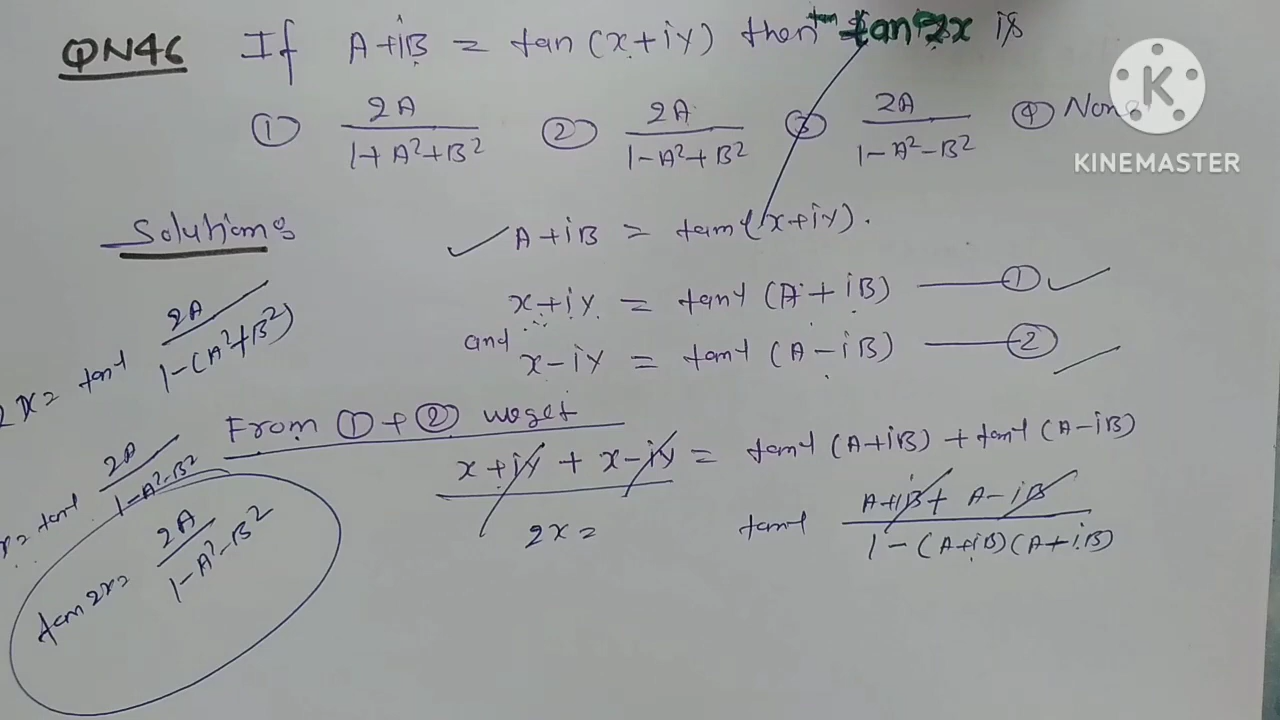 QN46 If A+iB = tan(x+iy) then tan 2x is
① 2A / 1+A²+B² ② 2A / 1-A²+B² ③ 2A / 1-A²-B² ④ None
K
KINEMASTER
Solutions
A+iB = tan(x+iy).
x+iy = tan⁻¹ (A+iB) ①
and
x-iy = tan⁻¹ (A-iB) ②
From ① + ② we get
x+iy + x-iy = tan⁻¹ (A+iB) + tan⁻¹ (A-iB)
2x = tan⁻¹ A+iB + A-iB / 1-(A+iB)(A+iB)
2x = tan⁻¹ 2A / 1-(A²+B²)
x = tan⁻¹ 2A / 1-A²-B²
tan2x = 2A / 1-A²-B²